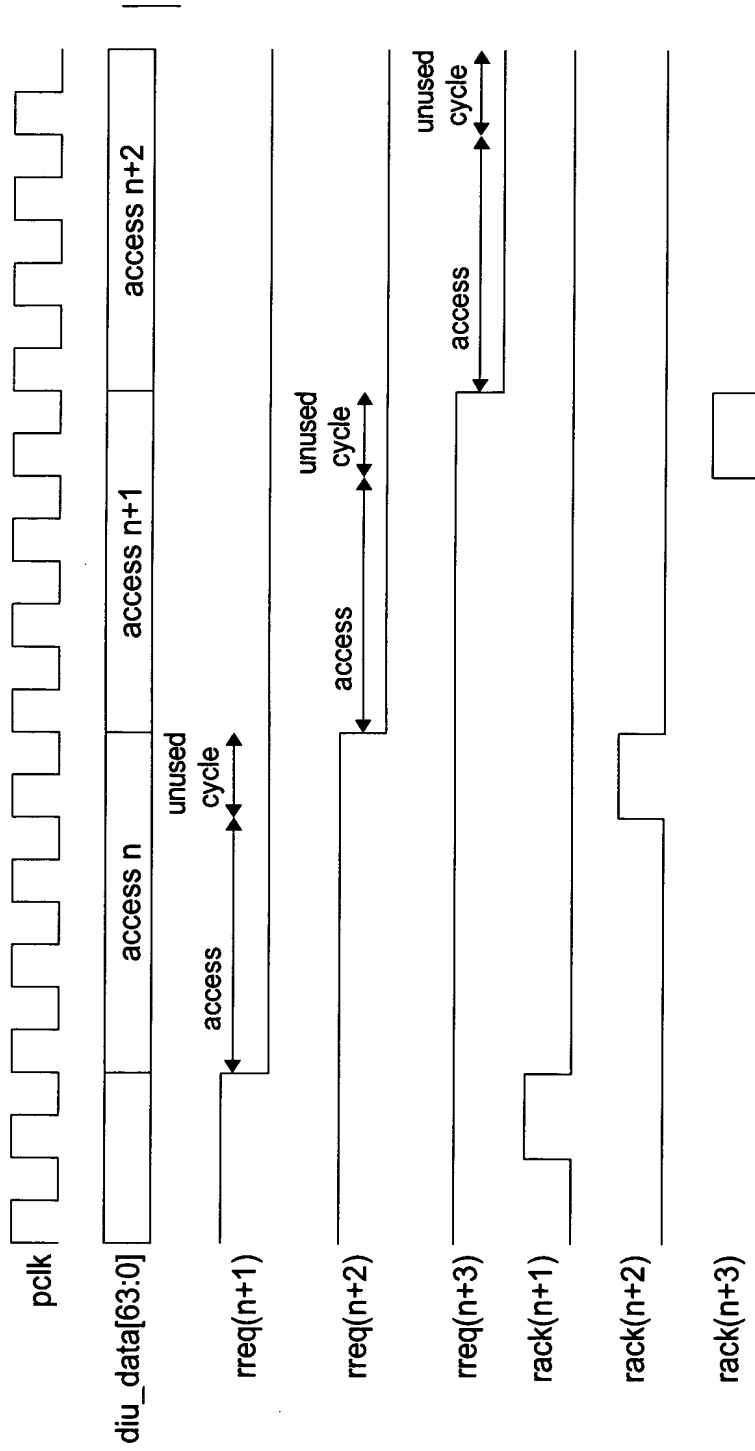 pclk
diu_data[63:0]
access n
access n+1
access n+2
rreq(n+1)
access
unused
cycle
rreq(n+2)
access
unused
cycle
rreq(n+3)
access
unused
cycle
rack(n+1)
rack(n+2)
rack(n+3)